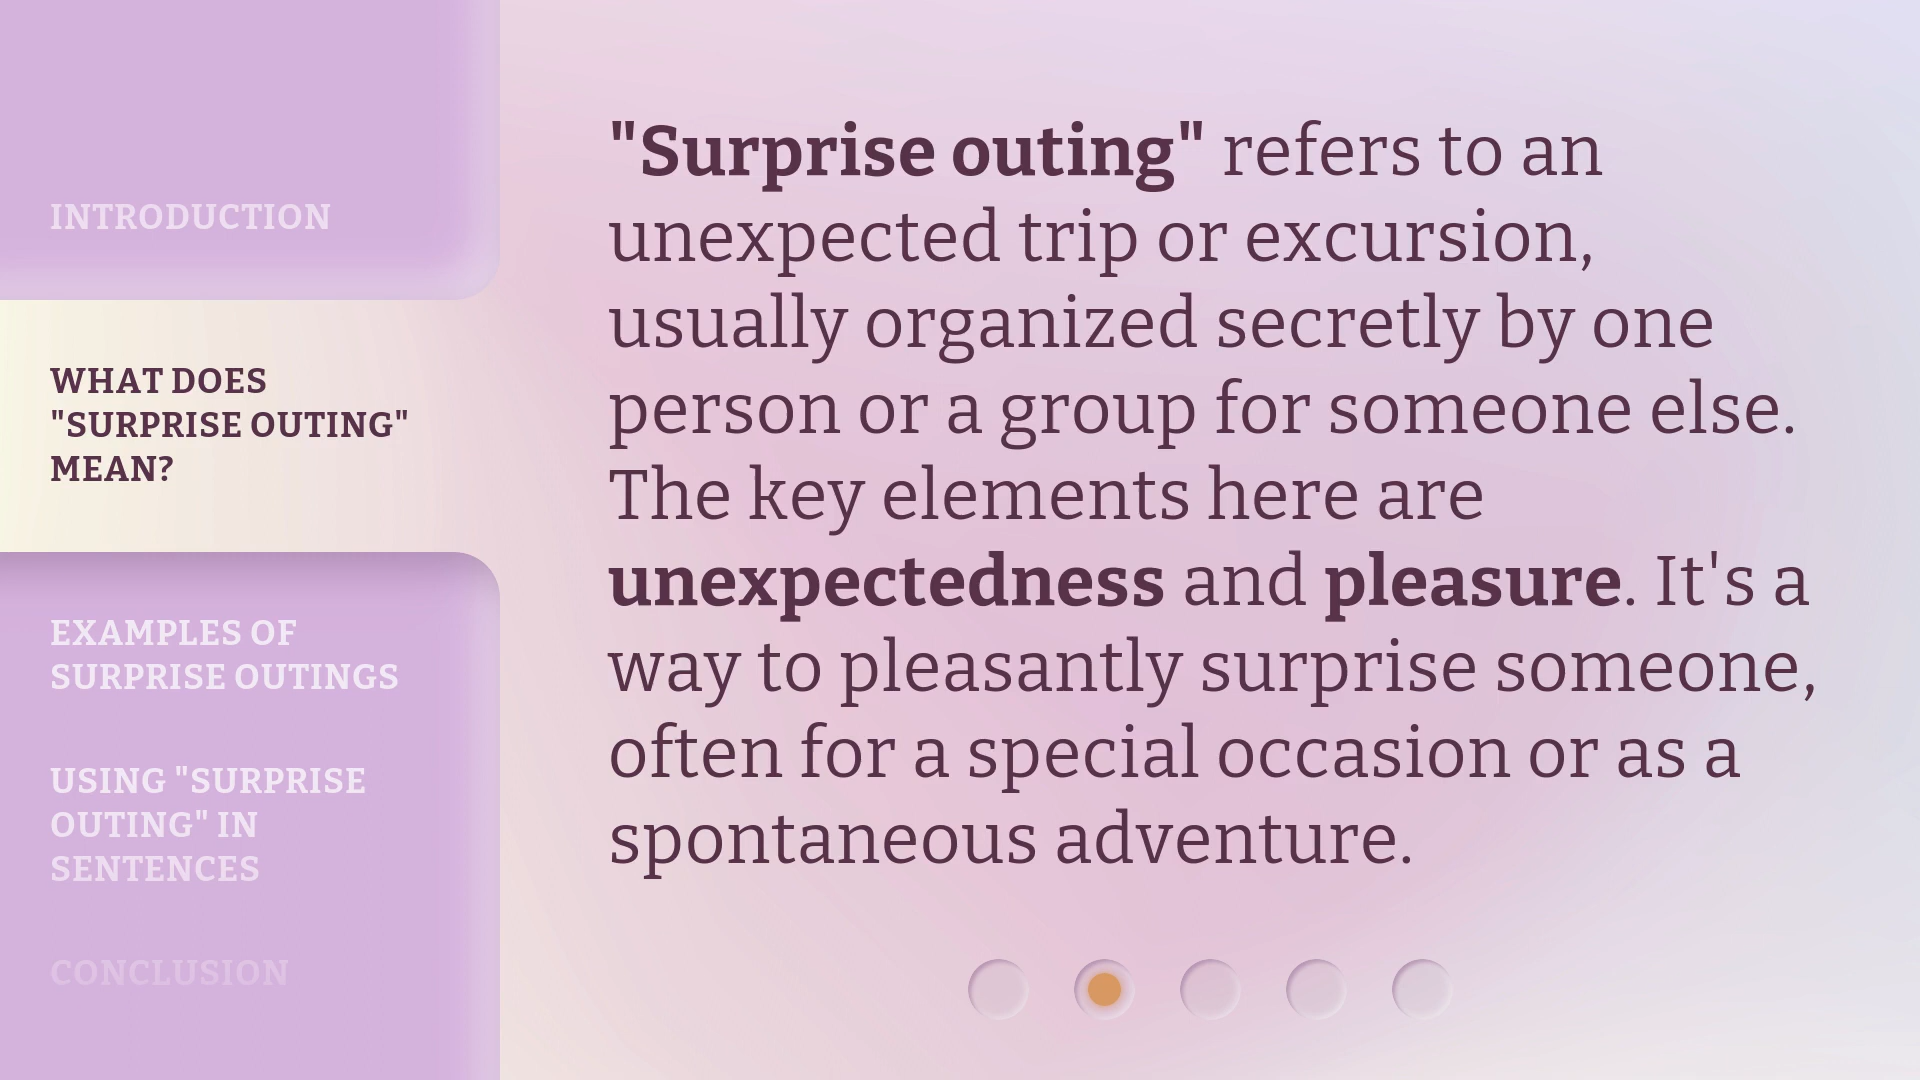 INTRODUCTION
WHAT DOES
"SURPRISE OUTING"
MEAN?
EXAMPLES OF
SURPRISE OUTINGS
USING "SURPRISE
OUTING" IN
SENTENCES
CONCLUSION
"Surprise outing" refers to an
unexpected trip or excursion,
usually organized secretly by one
person or a group for someone else.
The key elements here are
unexpectedness and pleasure. It's a
way to pleasantly surprise someone,
often for a special occasion or as a
spontaneous adventure.